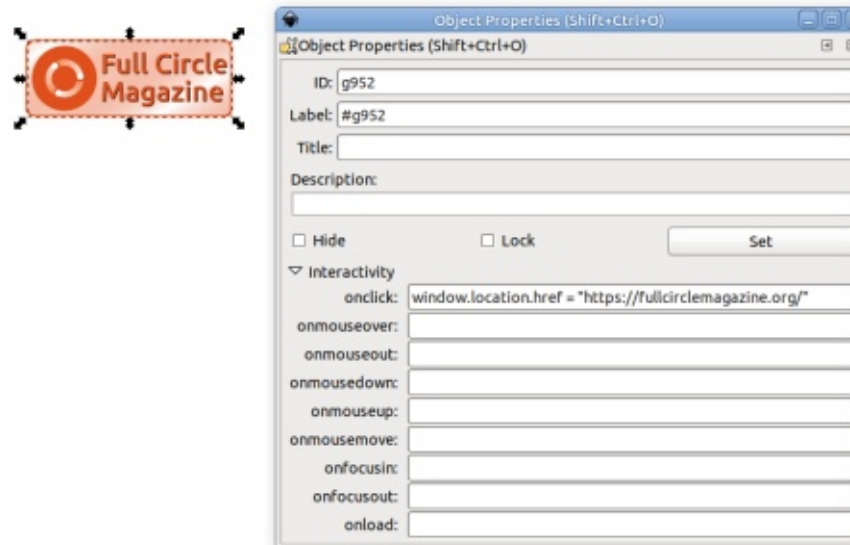 Full Circle
Magazine
Object Properties (Shift+Ctrl+O)
Object Properties (Shift+Ctrl+O)
ID: g952
Label: #g952
Title:
Description:
Hide Lock Set
Interactivity
onclick: window.location.href = "https://fullcirclemagazine.org/"
onmouseover:
onmouseout:
onmousedown:
onmouseup:
onmousemove:
onfocusin:
onfocusout:
onload: